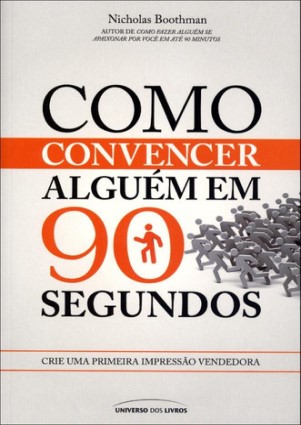 Nicholas Boothman
AUTOR DE COMO FAZER ALGUÉM SE
APAIXONAR POR VOCÊ EM ATÉ 90 MINUTOS
COMO
CONVENCER
ALGUÉM EM
90
SEGUNDOS
CRIE UMA PRIMEIRA IMPRESSÃO VENDEDORA
UNIVERSO DOS LIVROS